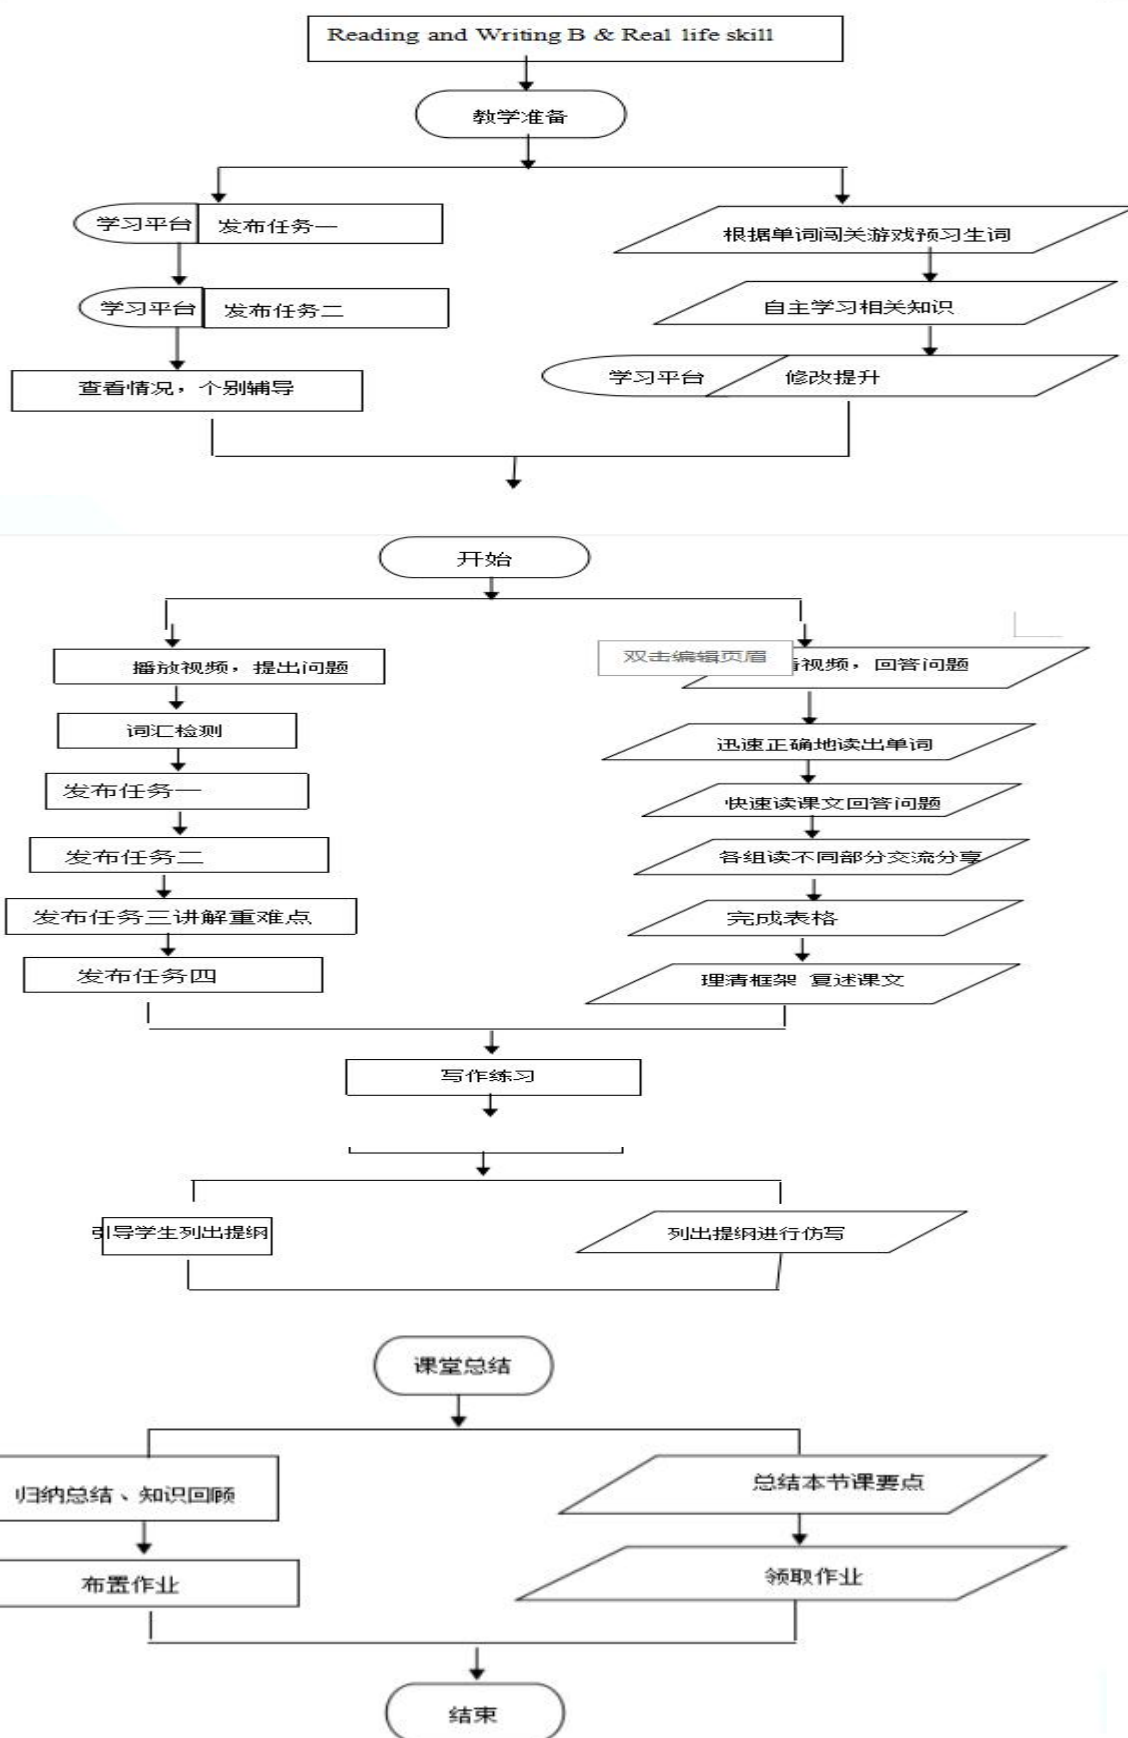 Reading and Writing B & Real life skill
教学准备
学习平台 发布任务一
根据单词闯关游戏预习生词
学习平台 发布任务二
自主学习相关知识
查看情况，个别辅导
学习平台 修改提升
开始
播放视频，提出问题
双击编辑页眉
视频，回答问题
词汇检测
迅速正确地读出单词
发布任务一
快速读课文回答问题
发布任务二
各组读不同部分交流分享
发布任务三讲解重难点
完成表格
发布任务四
理清框架 复述课文
写作练习
引导学生列出提纲
列出提纲进行仿写
课堂总结
归纳总结、知识回顾
总结本节课要点
布置作业
领取作业
结束